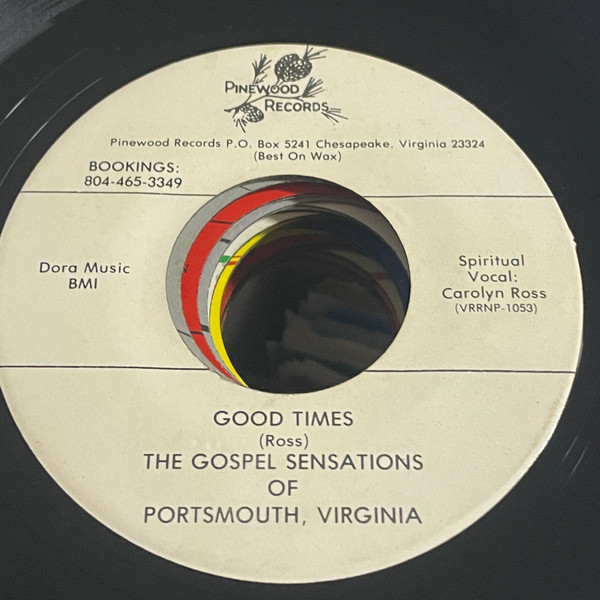 PINEWOOD
RECORDS
Pinewood Records P.O. Box 5241 Chesapeake, Virginia 23324
(Best On Wax)
BOOKINGS:
804-465-3349
Dora Music
BMI
Spiritual
Vocal:
Carolyn Ross
(VRRNP-1053)
GOOD TIMES
(Ross)
THE GOSPEL SENSATIONS
OF
PORTSMOUTH, VIRGINIA